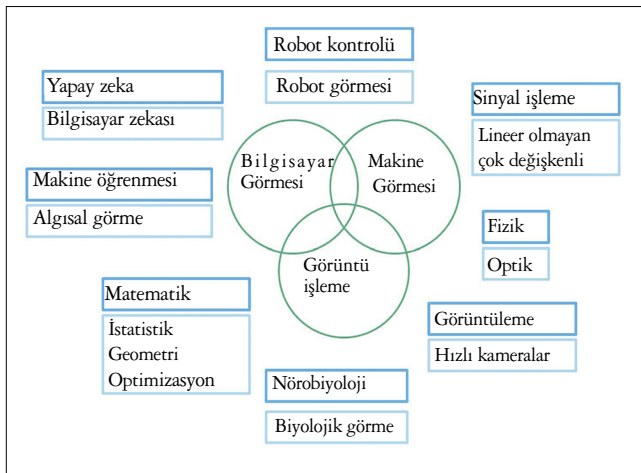 Robot kontrolü
Robot görmesi
Yapay zeka
Bilgisayar zekası
Sinyal işleme
Lineer olmayan
çok değişkenli
Bilgisayar
Görmesi
Makine
Görmesi
Makine öğrenmesi
Algısal görme
Fizik
Optik
Görüntü
işleme
Matematik
İstatistik
Geometri
Optimizasyon
Görüntüleme
Hızlı kameralar
Nörobiyoloji
Biyolojik görme